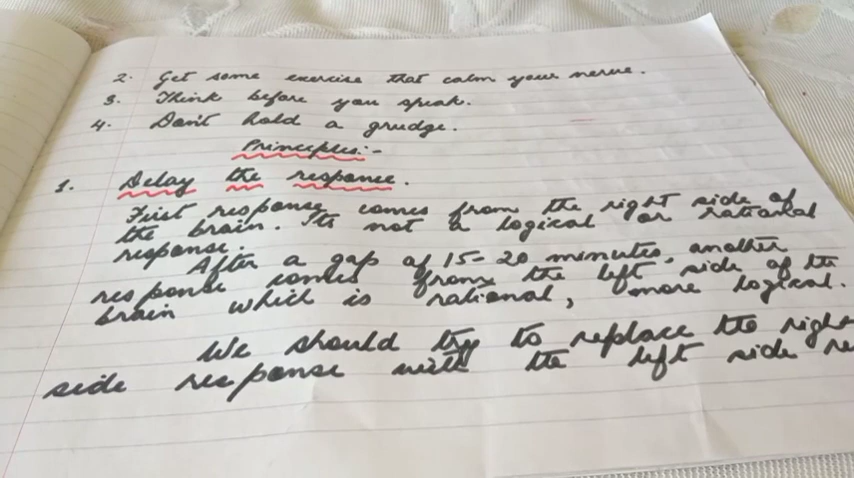 2. Get some exercise that calm your nerve.
3. Think before you speak.
4. Don't hold a grudge.
Principles:-
1. Delay the response.
First response comes from the right side of
the brain. Its not a logical or rational
response.
After a gap of 15-20 minutes, another
response comes from the left side of the
brain which is rational, more logical.
We should try to replace the right
side response with the left side re